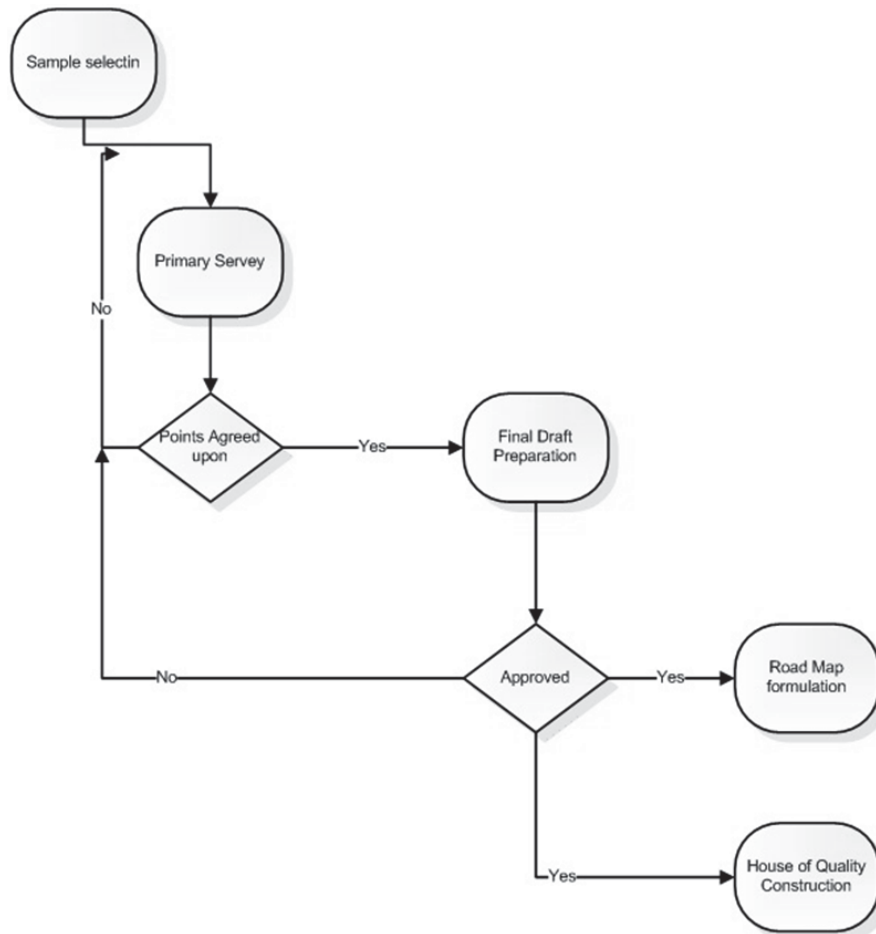 Sample selectin
Primary Servey
No
Points Agreed
upon
Yes
Final Draft
Preparation
No
Approved
Yes
Road Map
formulation
Yes
House of Quality
Construction